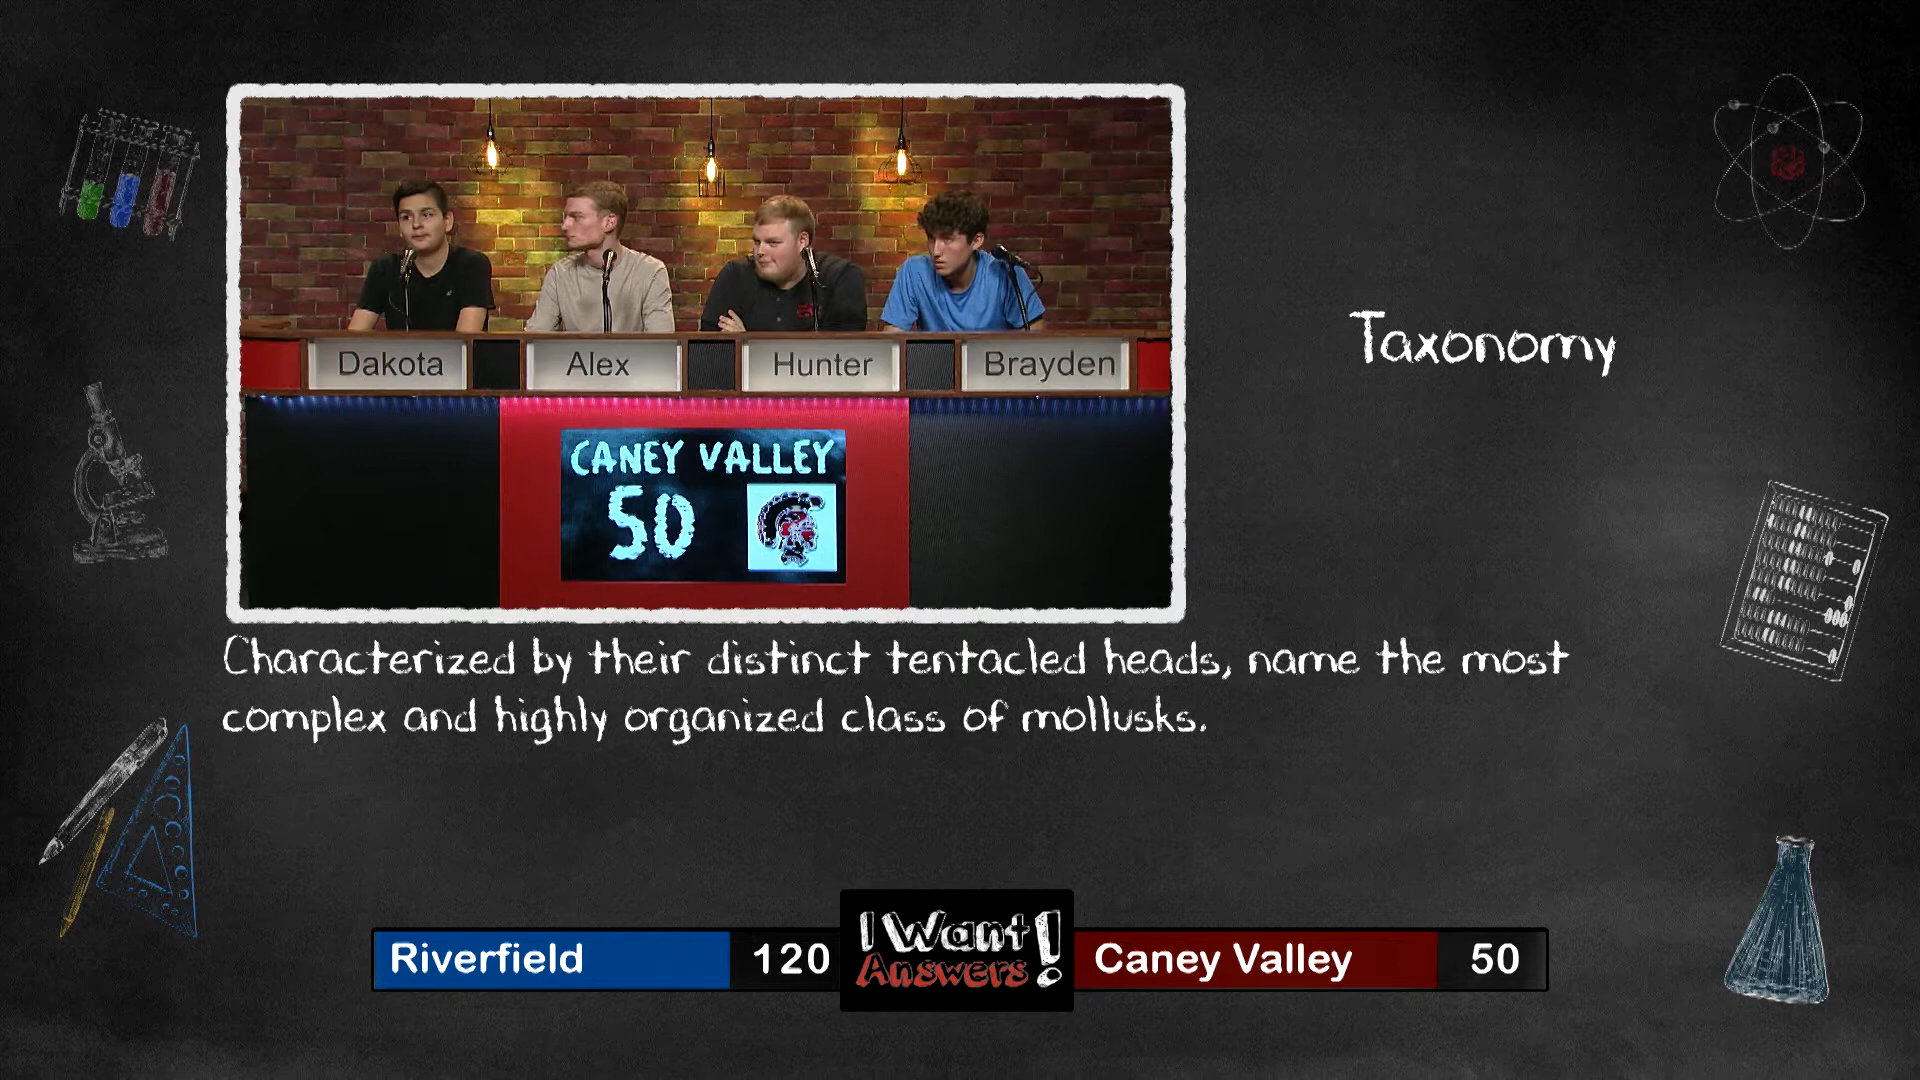 Taxonomy
Dakota
Alex
Hunter
Brayden
CANEY VALLEY
50
Characterized by their distinct tentacled heads, name the most
complex and highly organized class of mollusks.
Riverfield 120
I Want
Answers!
Caney Valley 50